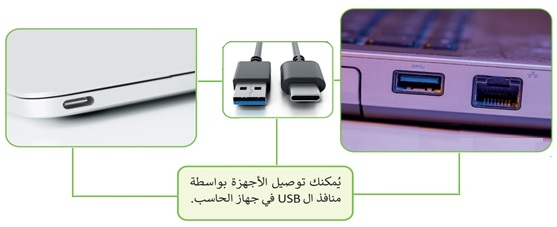 يُمكنك توصيل الأجهزة بواسطة
منافذ ال USB في جهاز الحاسب.